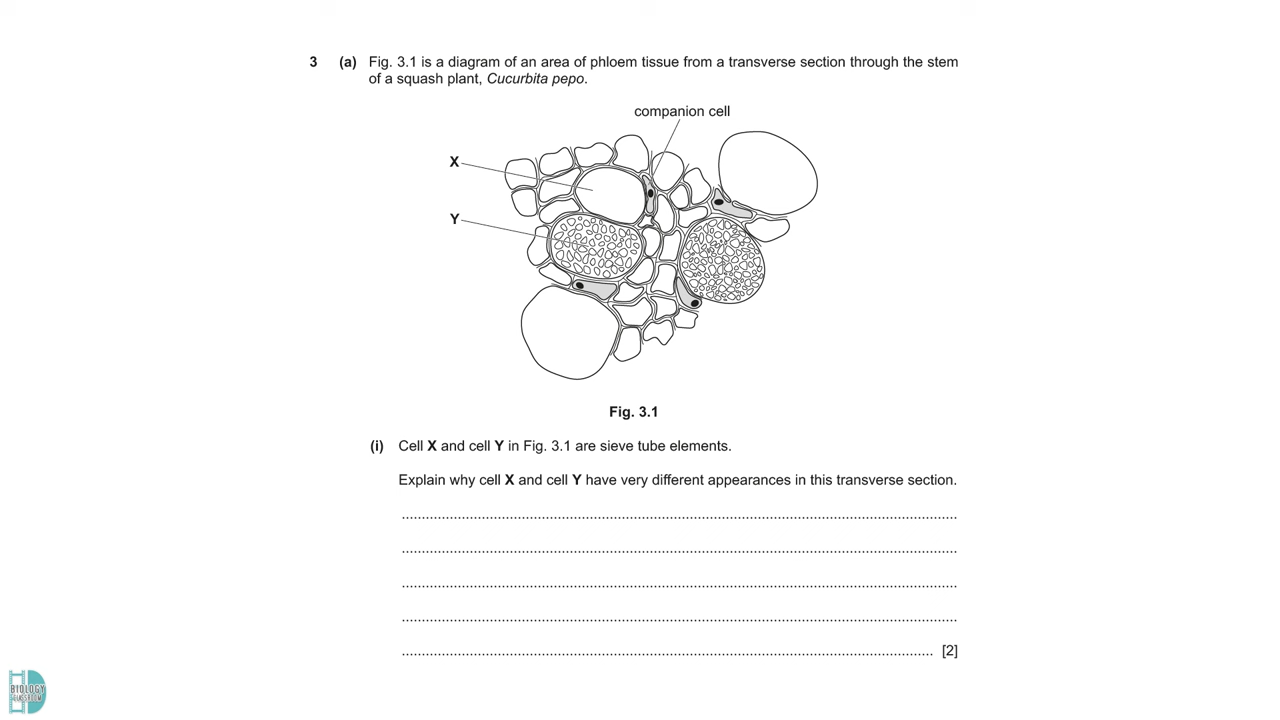 3 (a) Fig. 3.1 is a diagram of an area of phloem tissue from a transverse section through the stem
of a squash plant, Cucurbita pepo.
companion cell
X
Y
Fig. 3.1
(i) Cell X and cell Y in Fig. 3.1 are sieve tube elements.
Explain why cell X and cell Y have very different appearances in this transverse section.
[2]
BIOLOGY
CLASSROOM